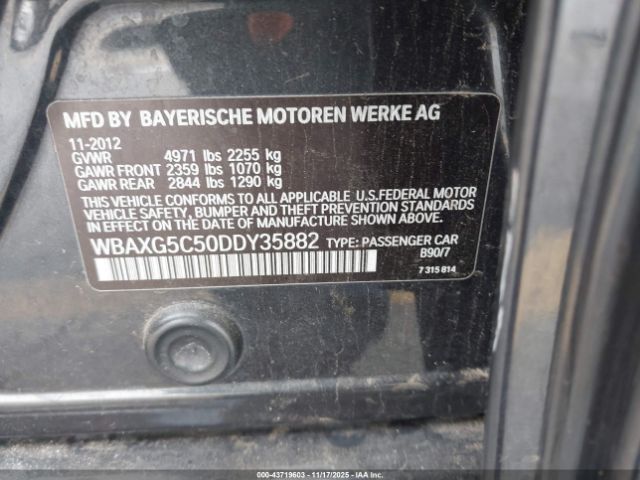 MFD BY BAYERISCHE MOTOREN WERKE AG
11-2012
GVWR 4971 lbs 2255 kg
GAWR FRONT 2359 lbs 1070 kg
GAWR REAR 2844 lbs 1290 kg
THIS VEHICLE CONFORMS TO ALL APPLICABLE U.S.FEDERAL MOTOR
VEHICLE SAFETY, BUMPER AND THEFT PREVENTION STANDARDS
IN EFFECT ON THE DATE OF MANUFACTURE SHOWN ABOVE.
WBAXG5C50DDY35882 TYPE: PASSENGER CAR
B90/7
7 315 814
000-43719603 11/17/2025 Copyright IAA, LLC.